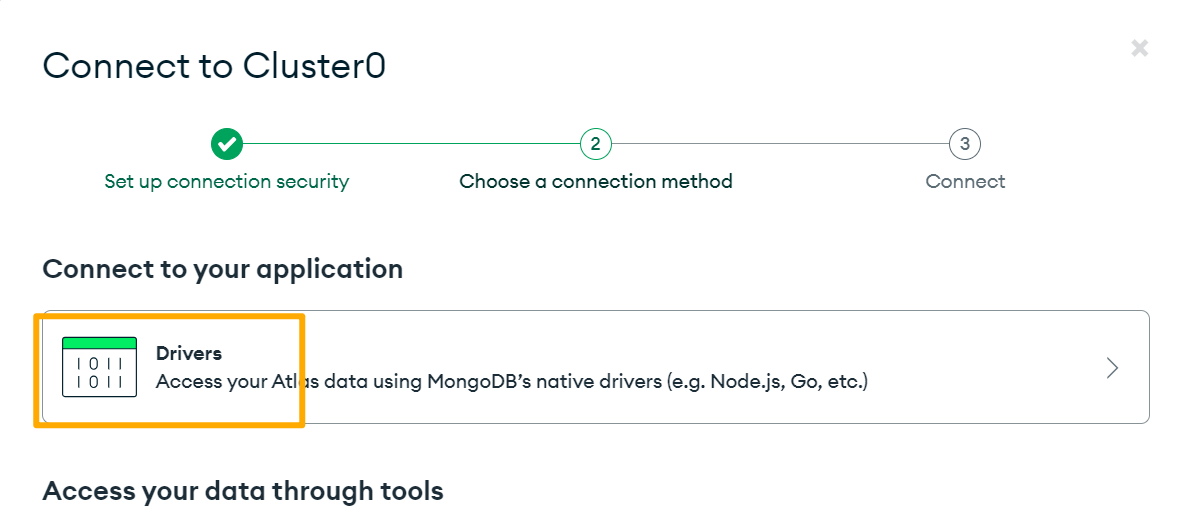 Connect to Cluster0
2
3
Set up connection security
Choose a connection method
Connect
Connect to your application
1011
1011
Drivers
Access your Atlas data using MongoDB’s native drivers (e.g. Node.js, Go, etc.)
Access your data through tools